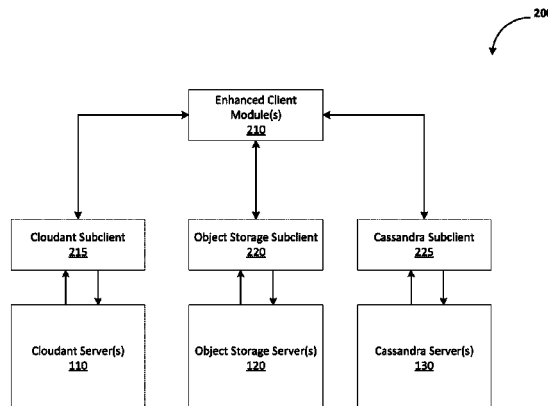 200
Enhanced Client
Module(s)
210
Cloudant Subclient
215
Object Storage Subclient
220
Cassandra Subclient
225
Cloudant Server(s)
110
Object Storage Server(s)
120
Cassandra Server(s)
130